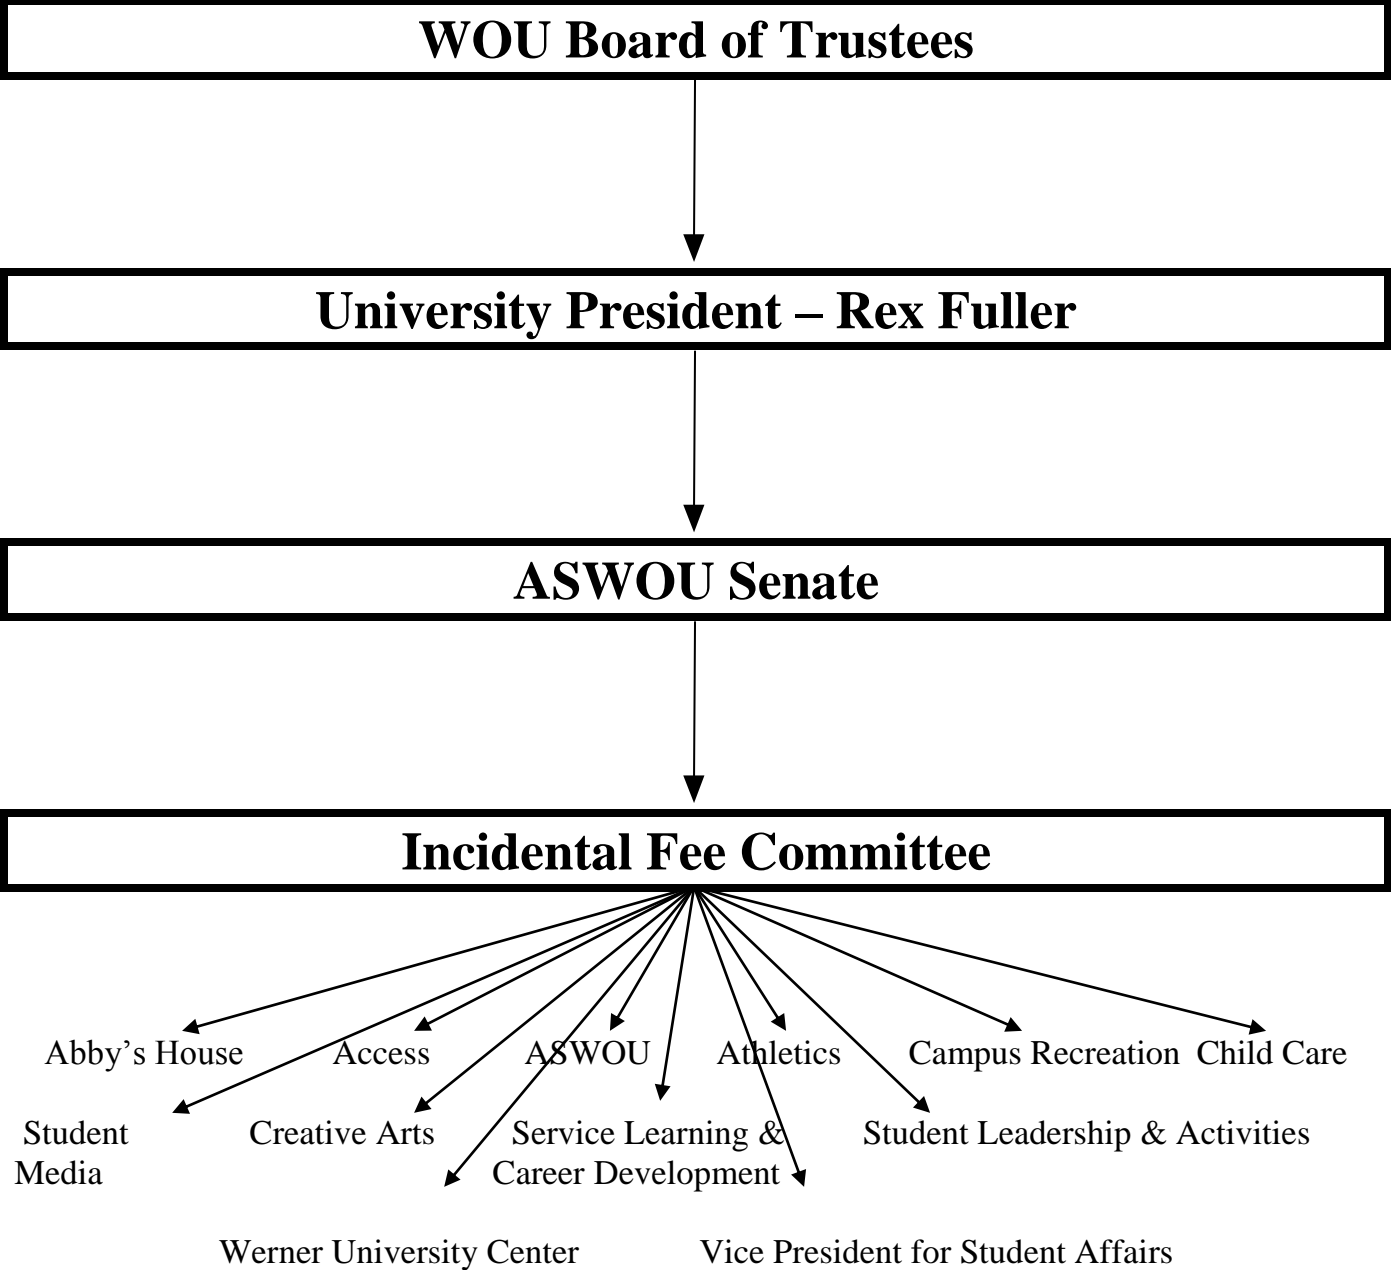 WOU Board of Trustees
University President – Rex Fuller
ASWOU Senate
Incidental Fee Committee
Abby’s House Access ASWOU Athletics Campus Recreation Child Care
Student Creative Arts Service Learning & Student Leadership & Activities
Media Career Development
Werner University Center Vice President for Student Affairs